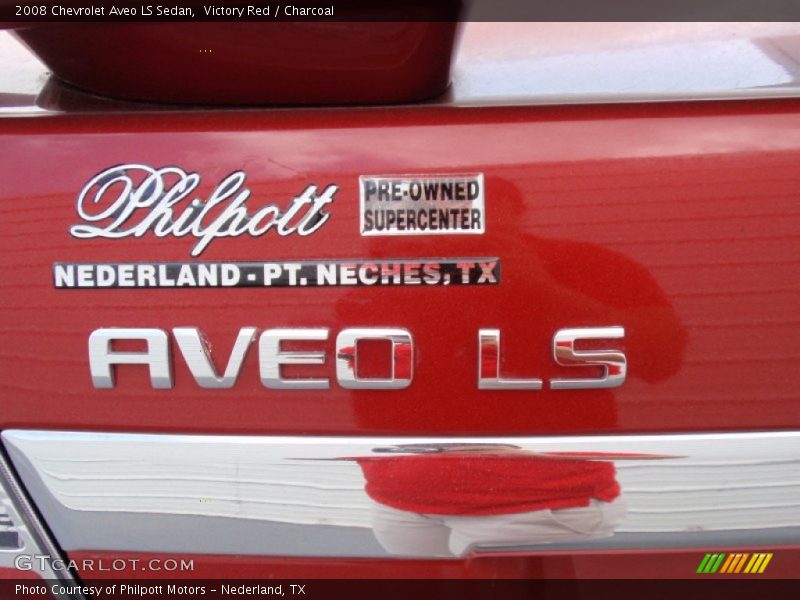 2008 Chevrolet Aveo LS Sedan,  Victory Red / Charcoal
Philpott
PRE-OWNED
SUPERCENTER
NEDERLAND - PT. NECHES, TX
AVEO LS
GTCARLOT.COM
Photo Courtesy of Philpott Motors - Nederland, TX